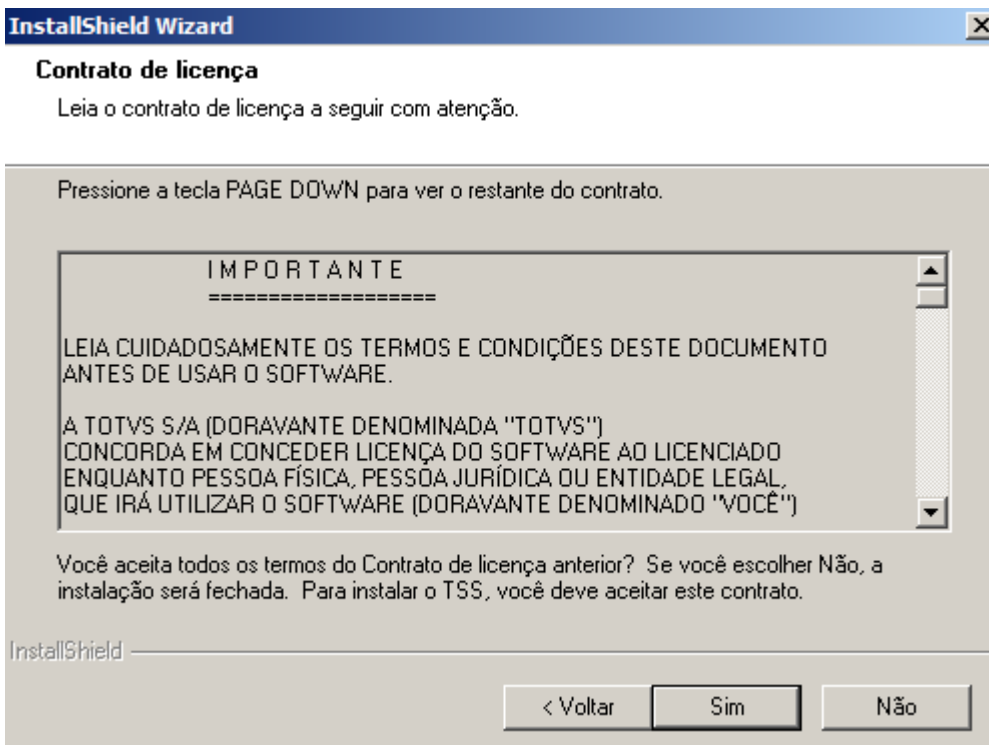 InstallShield Wizard
Contrato de licença
Leia o contrato de licença a seguir com atenção.
Pressione a tecla PAGE DOWN para ver o restante do contrato.
I M P O R T A N T E
===================
LEIA CUIDADOSAMENTE OS TERMOS E CONDIÇÕES DESTE DOCUMENTO
ANTES DE USAR O SOFTWARE.
A TOTVS S/A (DORAVANTE DENOMINADA "TOTVS")
CONCORDA EM CONCEDER LICENÇA DO SOFTWARE AO LICENCIADO
ENQUANTO PESSOA FÍSICA, PESSOA JURÍDICA OU ENTIDADE LEGAL,
QUE IRÁ UTILIZAR O SOFTWARE (DORAVANTE DENOMINADO "VOCÊ")
Você aceita todos os termos do Contrato de licença anterior?  Se você escolher Não, a
instalação será fechada.  Para instalar o TSS, você deve aceitar este contrato.
InstallShield
< Voltar
Sim
Não